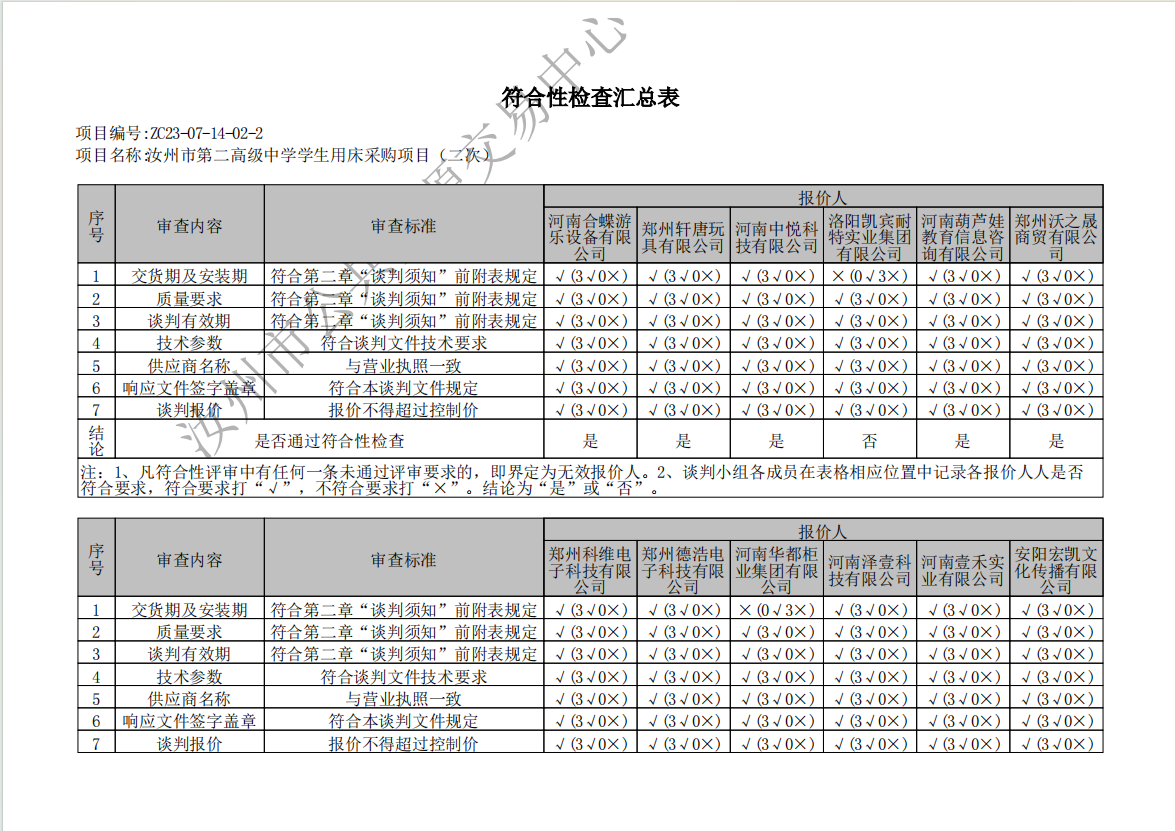 符合性检查汇总表
项目编号:ZC23-07-14-02-2
项目名称:汝州市第二高级中学学生用床采购项目（二次）
序号 审查内容 审查标准 报价人
河南合蝶游乐设备有限公司 郑州轩唐玩具有限公司 河南中悦科技有限公司 洛阳凯宾耐特实业集团有限公司 河南葫芦娃教育信息咨询有限公司 郑州沃之晟商贸有限公司
1 交货期及安装期 符合第二章“谈判须知”前附表规定 √(3√0×) √(3√0×) √(3√0×) ×(0√3×) √(3√0×) √(3√0×)
2 质量要求 符合第二章“谈判须知”前附表规定 √(3√0×) √(3√0×) √(3√0×) √(3√0×) √(3√0×) √(3√0×)
3 谈判有效期 符合第二章“谈判须知”前附表规定 √(3√0×) √(3√0×) √(3√0×) √(3√0×) √(3√0×) √(3√0×)
4 技术参数 符合谈判文件技术要求 √(3√0×) √(3√0×) √(3√0×) √(3√0×) √(3√0×) √(3√0×)
5 供应商名称 与营业执照一致 √(3√0×) √(3√0×) √(3√0×) √(3√0×) √(3√0×) √(3√0×)
6 响应文件签字盖章 符合本谈判文件规定 √(3√0×) √(3√0×) √(3√0×) √(3√0×) √(3√0×) √(3√0×)
7 谈判报价 报价不得超过控制价 √(3√0×) √(3√0×) √(3√0×) √(3√0×) √(3√0×) √(3√0×)
结论 是否通过符合性检查 是 是 是 否 是 是
注：1、凡符合性评审中有任何一条未通过评审要求的，即界定为无效报价人。2、谈判小组各成员在表格相应位置中记录各报价人人是否
符合要求，符合要求打“√”，不符合要求打“×”。结论为“是”或“否”。
序号 审查内容 审查标准 报价人
郑州科维电子科技有限公司 郑州德浩电子科技有限公司 河南华都柜业集团有限公司 河南泽壹科技有限公司 河南壹禾实业有限公司 安阳宏凯文化传播有限公司
1 交货期及安装期 符合第二章“谈判须知”前附表规定 √(3√0×) √(3√0×) ×(0√3×) √(3√0×) √(3√0×) √(3√0×)
2 质量要求 符合第二章“谈判须知”前附表规定 √(3√0×) √(3√0×) √(3√0×) √(3√0×) √(3√0×) √(3√0×)
3 谈判有效期 符合第二章“谈判须知”前附表规定 √(3√0×) √(3√0×) √(3√0×) √(3√0×) √(3√0×) √(3√0×)
4 技术参数 符合谈判文件技术要求 √(3√0×) √(3√0×) √(3√0×) √(3√0×) √(3√0×) √(3√0×)
5 供应商名称 与营业执照一致 √(3√0×) √(3√0×) √(3√0×) √(3√0×) √(3√0×) √(3√0×)
6 响应文件签字盖章 符合本谈判文件规定 √(3√0×) √(3√0×) √(3√0×) √(3√0×) √(3√0×) √(3√0×)
7 谈判报价 报价不得超过控制价 √(3√0×) √(3√0×) √(3√0×) √(3√0×) √(3√0×) √(3√0×)
汝州市公共 源交易中心